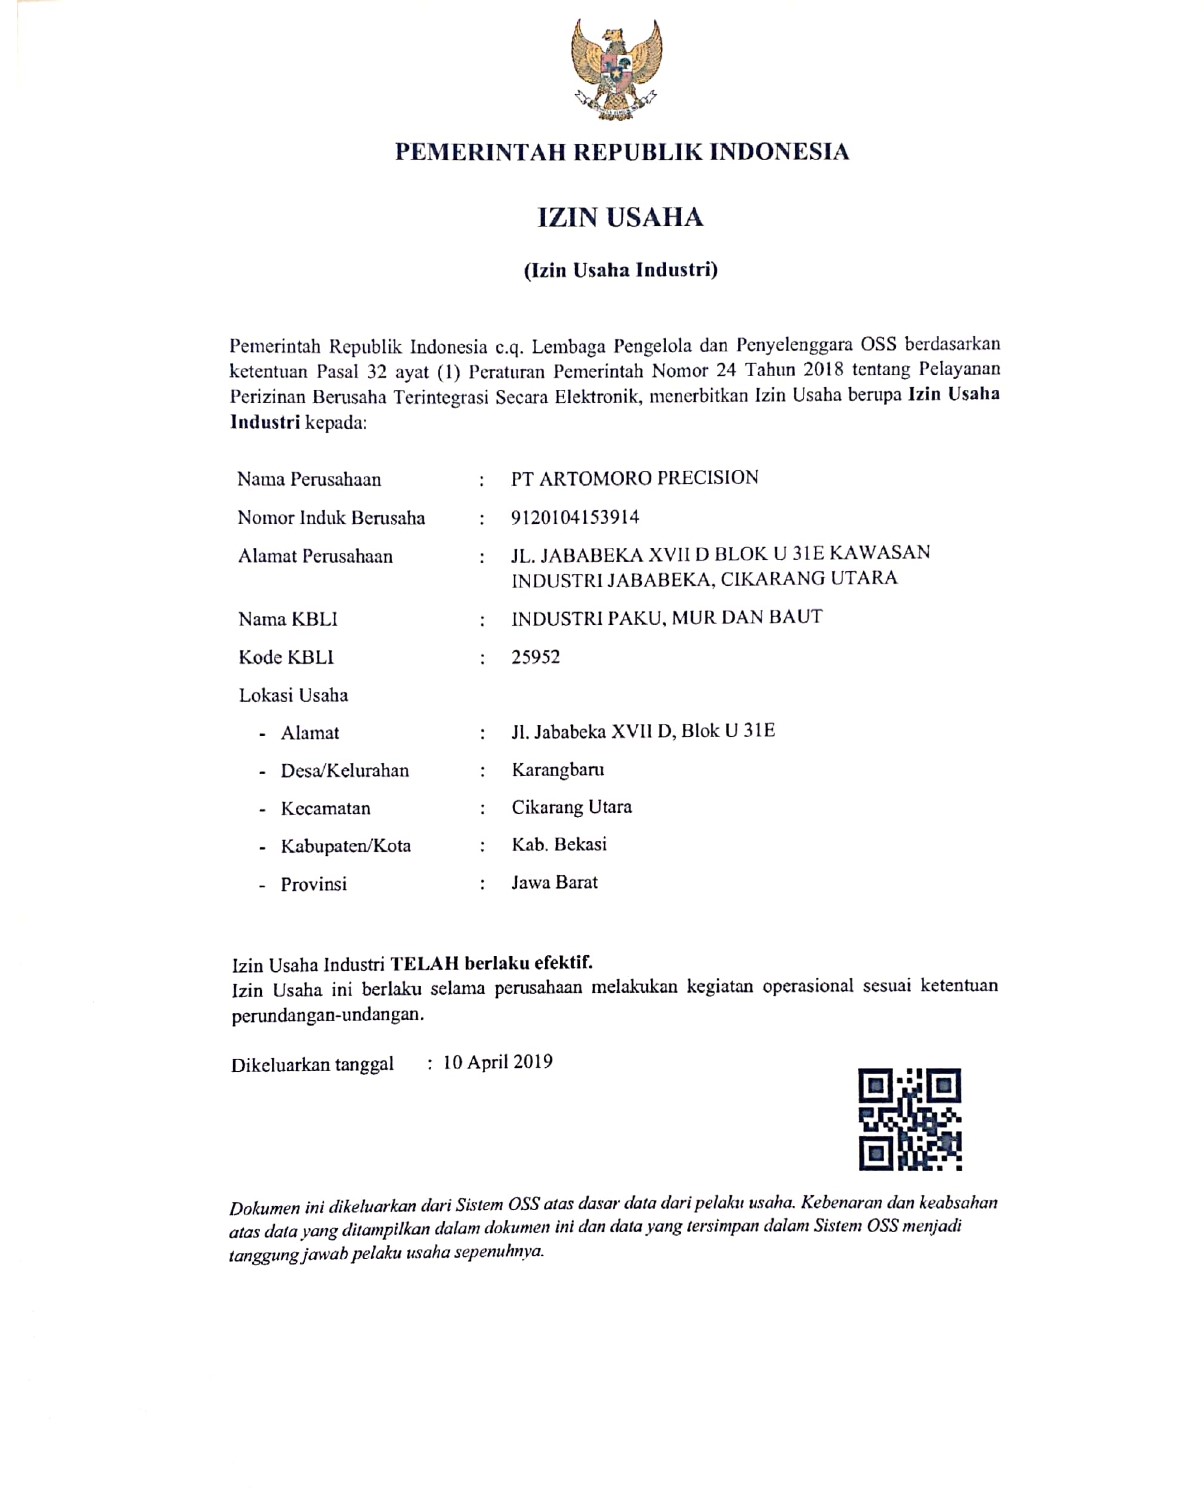 PEMERINTAH REPUBLIK INDONESIA
IZIN USAHA
(Izin Usaha Industri)
Pemerintah Republik Indonesia c.q. Lembaga Pengelola dan Penyelenggara OSS berdasarkan
ketentuan Pasal 32 ayat (1) Peraturan Pemerintah Nomor 24 Tahun 2018 tentang Pelayanan
Perizinan Berusaha Terintegrasi Secara Elektronik, menerbitkan Izin Usaha berupa Izin Usaha
Industri kepada:
Nama Perusahaan : PT ARTOMORO PRECISION
Nomor Induk Berusaha : 9120104153914
Alamat Perusahaan : JL. JABABEKA XVII D BLOK U 31E KAWASAN
INDUSTRI JABABEKA, CIKARANG UTARA
Nama KBLI : INDUSTRI PAKU, MUR DAN BAUT
Kode KBLI : 25952
Lokasi Usaha
- Alamat : Jl. Jababeka XVII D, Blok U 31E
- Desa/Kelurahan : Karangbaru
- Kecamatan : Cikarang Utara
- Kabupaten/Kota : Kab. Bekasi
- Provinsi : Jawa Barat
Izin Usaha Industri TELAH berlaku efektif.
Izin Usaha ini berlaku selama perusahaan melakukan kegiatan operasional sesuai ketentuan
perundangan-undangan.
Dikeluarkan tanggal : 10 April 2019
Dokumen ini dikeluarkan dari Sistem OSS atas dasar data dari pelaku usaha. Kebenaran dan keabsahan
atas data yang ditampilkan dalam dokumen ini dan data yang tersimpan dalam Sistem OSS menjadi
tanggung jawab pelaku usaha sepenuhnya.